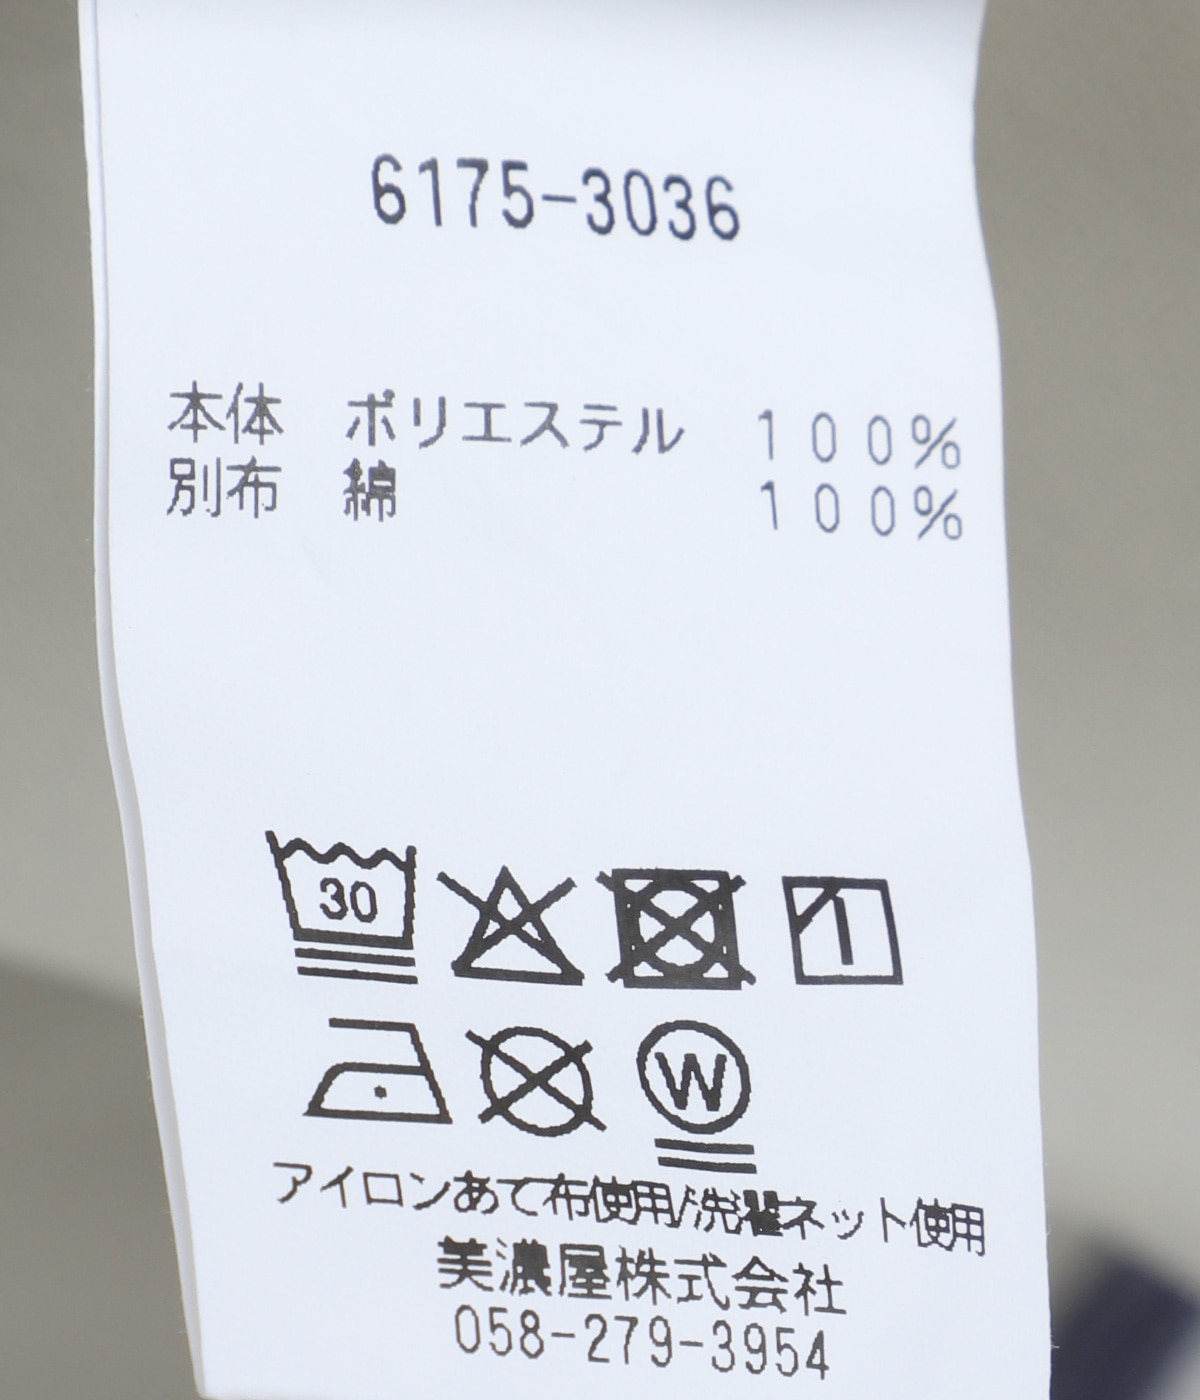 6175-3036
本体 ポリエステル 100%
別布 綿 100%
30
W
アイロンあて布使用/洗濯ネット使用
美濃屋株式会社
058-279-3954